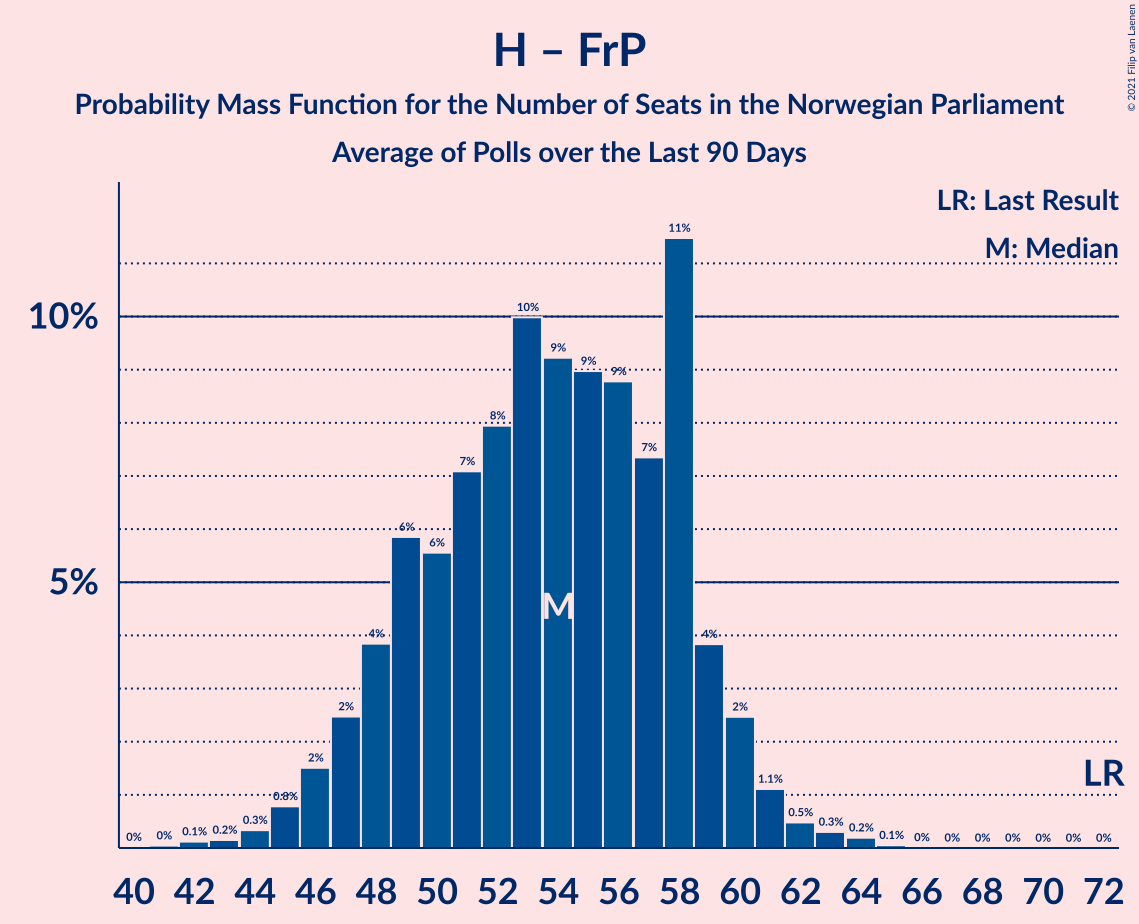 © 2021 Filip van Laenen
H – FrP
Probability Mass Function for the Number of Seats in the Norwegian Parliament
Average of Polls over the Last 90 Days
LR: Last Result
M: Median
10%
5%
0% 0% 0.1% 0.2% 0.3% 0.8% 2% 2% 4% 6% 6% 7% 8% 10% 9% 9% 9% 7% 11% 4% 2% 1.1% 0.5% 0.3% 0.2% 0.1% 0% 0% 0% 0% 0% 0% 0%
M
LR
40 42 44 46 48 50 52 54 56 58 60 62 64 66 68 70 72